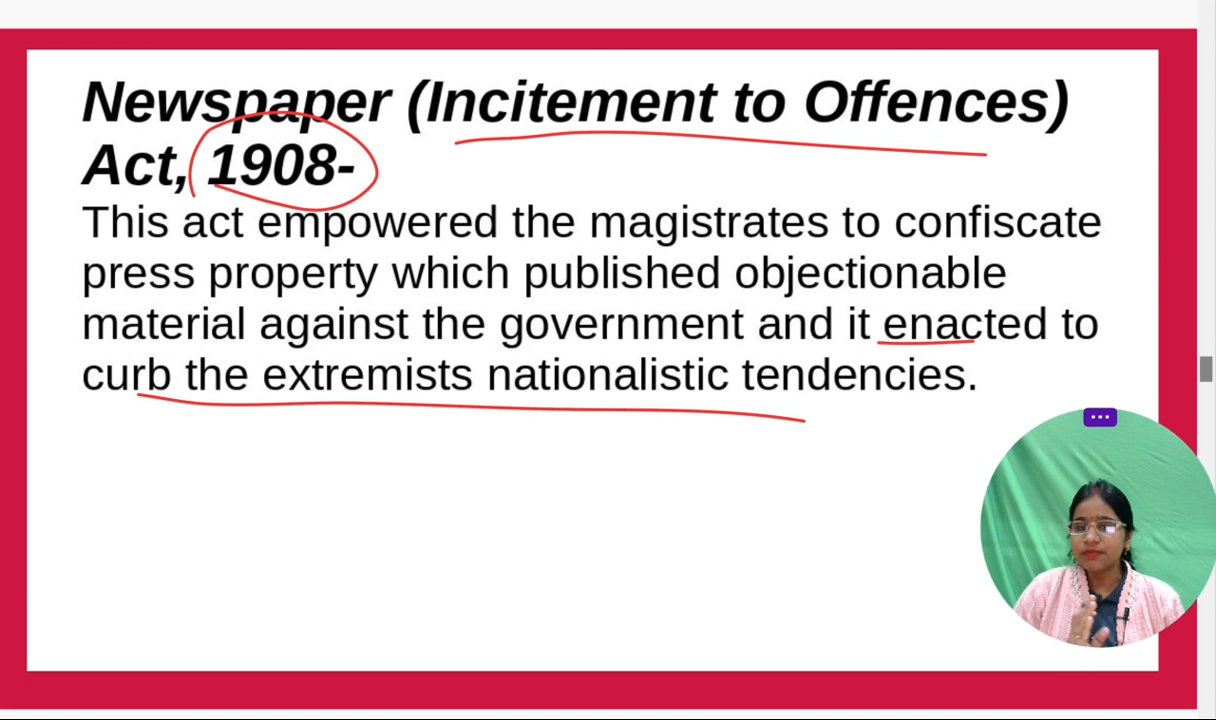 Newspaper (Incitement to Offences)
Act, 1908-
This act empowered the magistrates to confiscate
press property which published objectionable
material against the government and it enacted to
curb the extremists nationalistic tendencies.